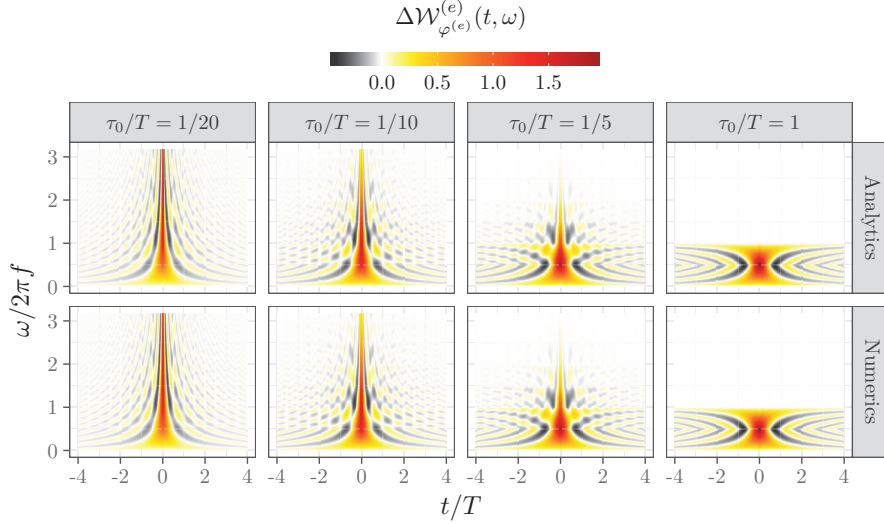 ΔW^{(e)}_{φ^{(e)}}(t, ω)
0.0 0.5 1.0 1.5
τ₀/T = 1/20 τ₀/T = 1/10 τ₀/T = 1/5 τ₀/T = 1
3
2
1
0
Analytics
ω/2πf
3
2
1
0
Numerics
-4 -2 0 2 4 -4 -2 0 2 4 -4 -2 0 2 4 -4 -2 0 2 4
t/T